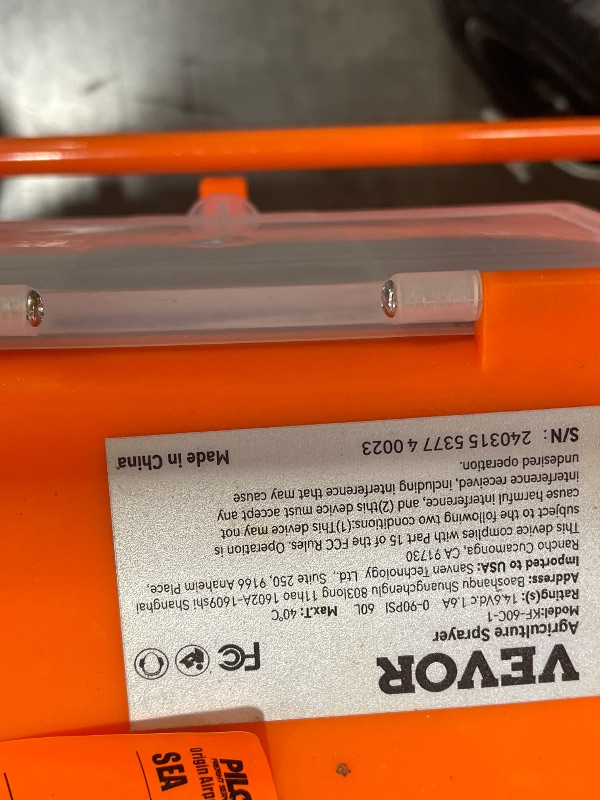 VEVOR
FC
Agriculture Sprayer
Model:KF-60C-1
Rating(s): 14.6Vd.c 1.6A 0-90PSI 60L Max.T: 40℃
Address: Baoshanqu Shuangchenglu 803long 11hao 1602A-1609shi Shanghai
Imported to USA: Sanven Technology Ltd., Suite 250, 9166 Anaheim Place,
Rancho Cucamonga, CA 91730
This device complies with Part 15 of the FCC Rules. Operation is
subject to the following two conditions:(1)This device may not
cause harmful interference, and (2)this device must accept any
interference received, including interference that may cause
undesired operation.
S/N: 240315 5377 4 0023
Made in China
Origin Airp
SEA